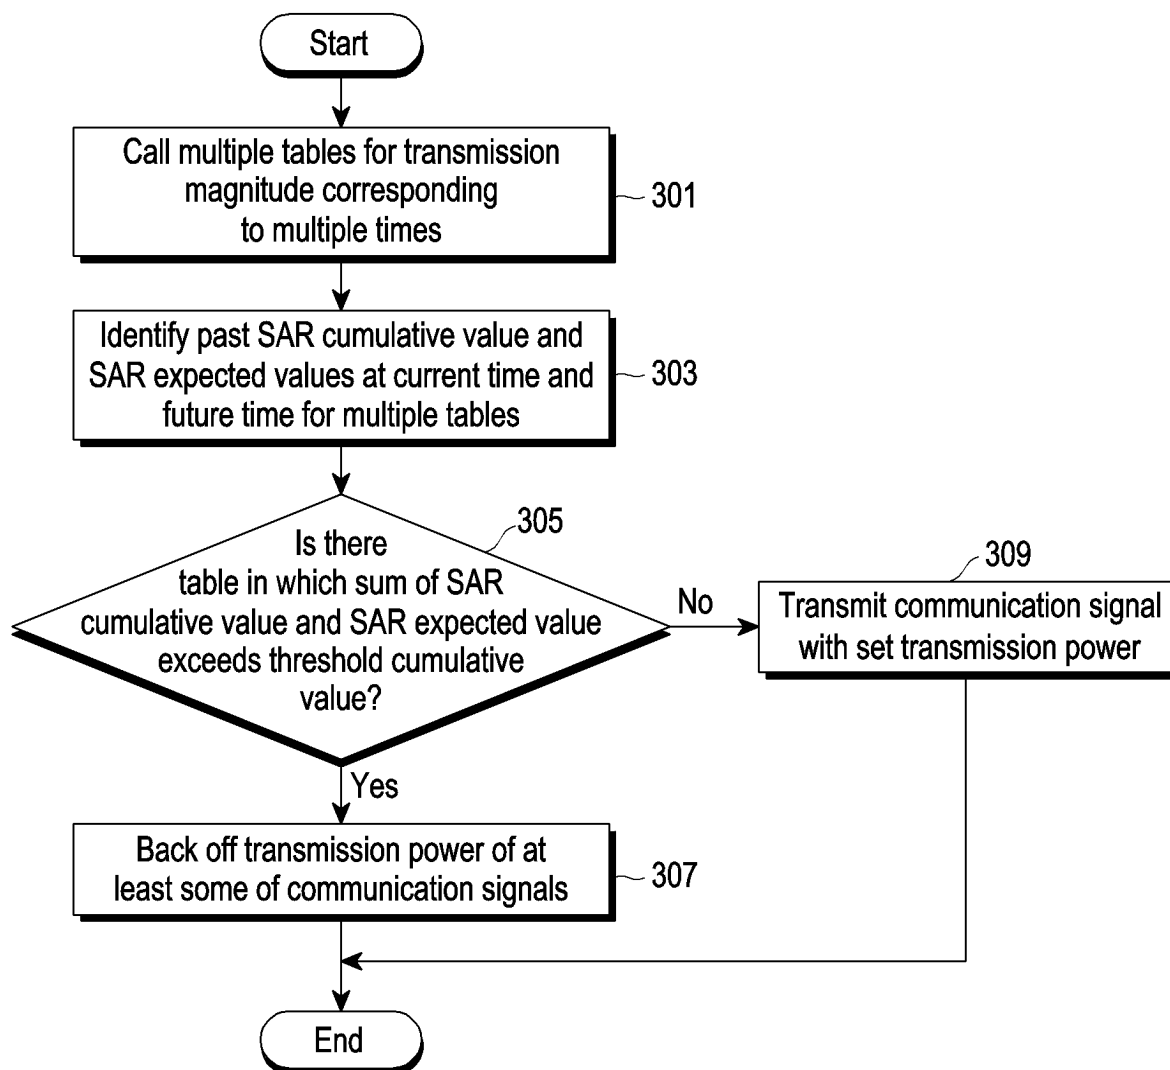 Start
Call multiple tables for transmission
magnitude corresponding
to multiple times
301
Identify past SAR cumulative value and
SAR expected values at current time and
future time for multiple tables
303
305
Is there
table in which sum of SAR
cumulative value and SAR expected value
exceeds threshold cumulative
value?
No
309
Transmit communication signal
with set transmission power
Yes
Back off transmission power of at
least some of communication signals
307
End